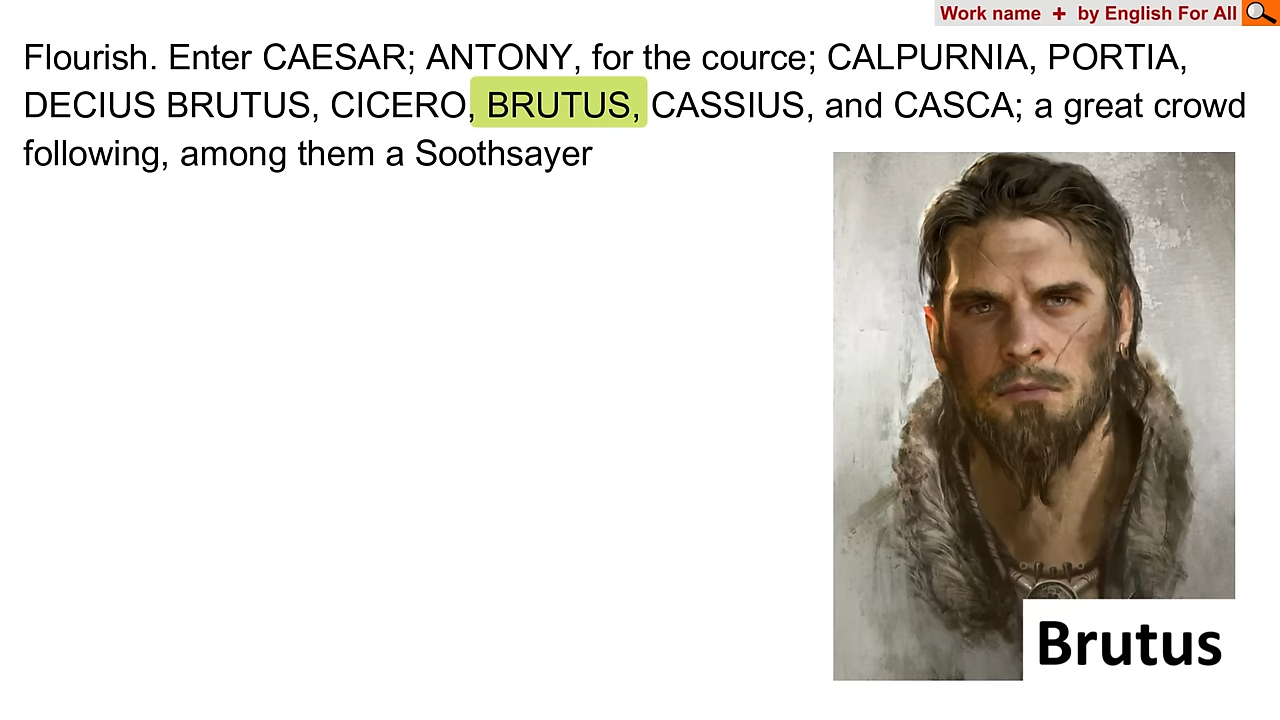 Work name + by English For All
Flourish. Enter CAESAR; ANTONY, for the cource; CALPURNIA, PORTIA,
DECIUS BRUTUS, CICERO, BRUTUS, CASSIUS, and CASCA; a great crowd
following, among them a Soothsayer
Brutus